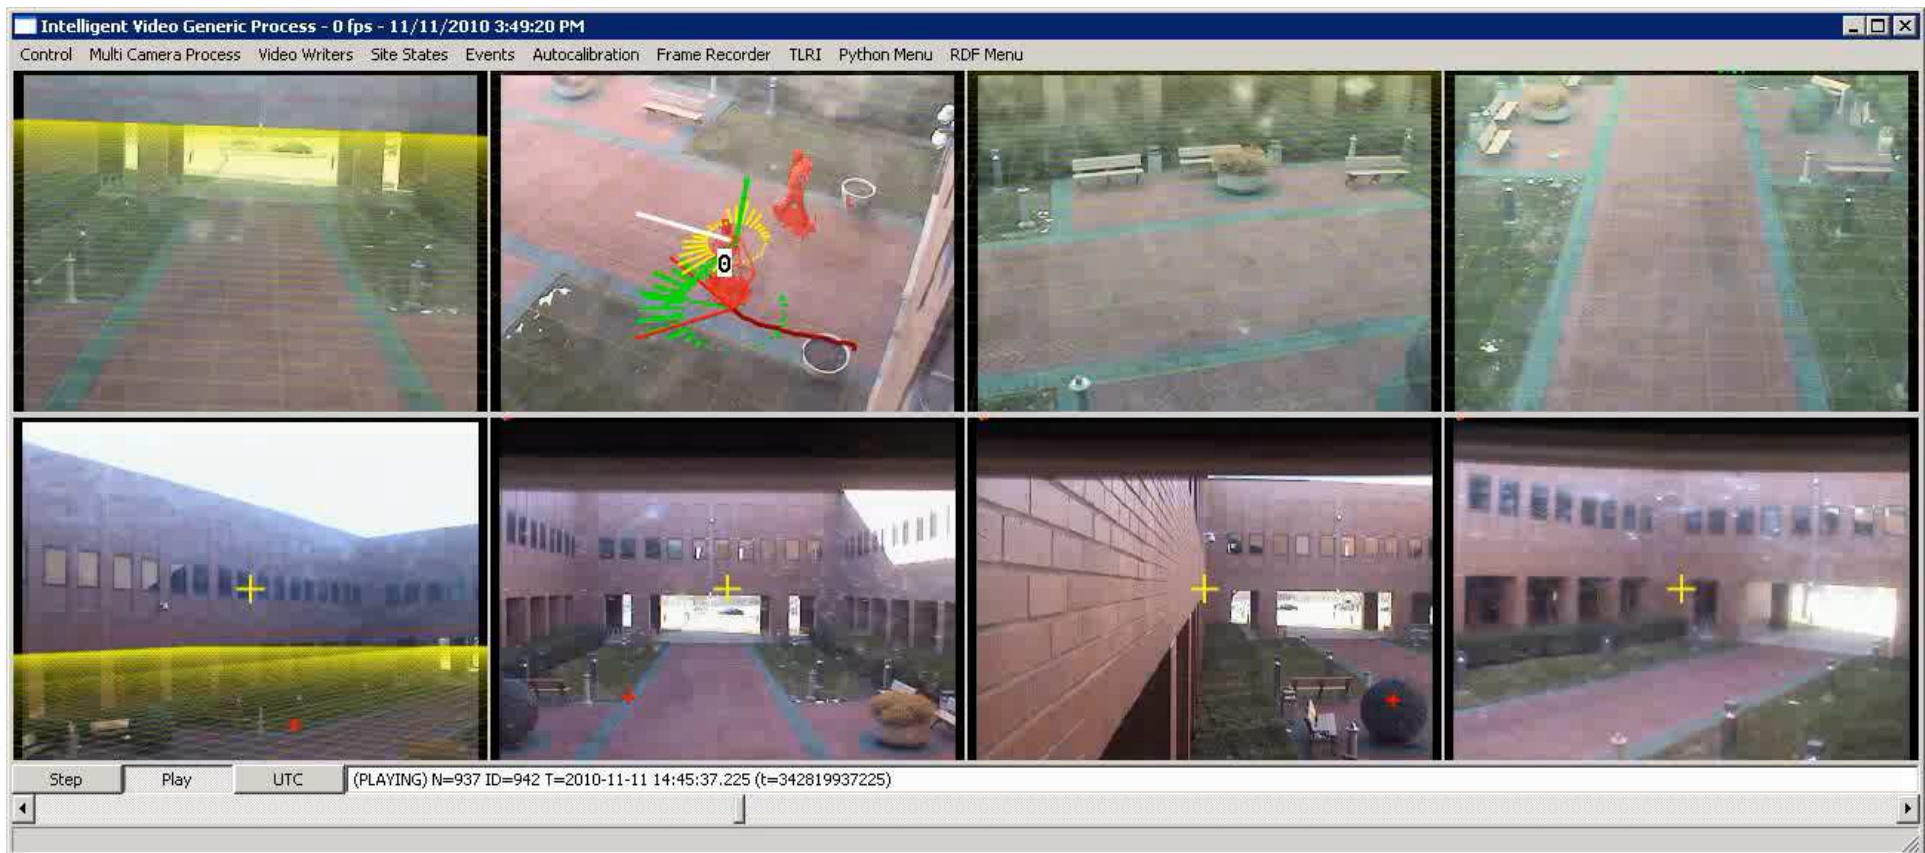 Intelligent Video Generic Process - 0 fps - 11/11/2010 3:49:20 PM
Control Multi Camera Process Video Writers Site States Events Autocalibration Frame Recorder TLRI Python Menu RDF Menu
0
Step Play UTC (PLAYING) N=937 ID=942 T=2010-11-11 14:45:37.225 (t=342819937225)